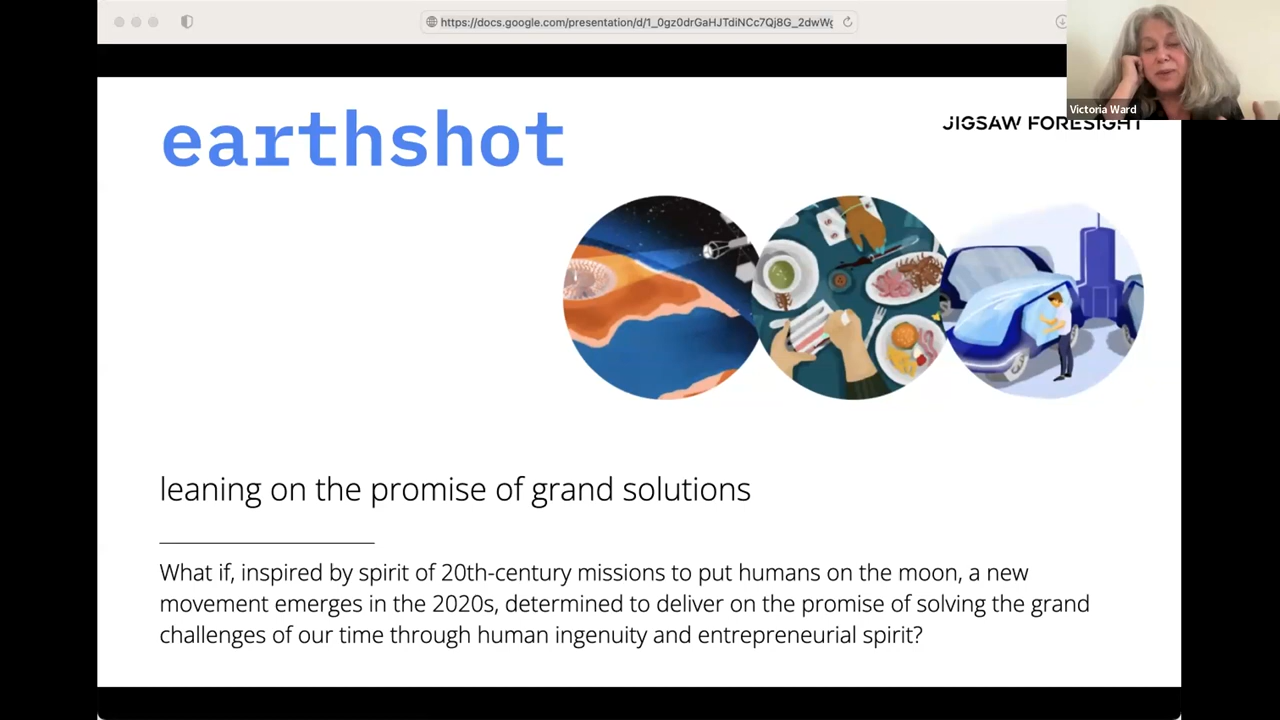 https://docs.google.com/presentation/d/1_0gz0drGaHJTdiNCc7Qj8G_2dwWg
Victoria Ward
earthshot
JIGSAW FORESIGHT
leaning on the promise of grand solutions
What if, inspired by spirit of 20th-century missions to put humans on the moon, a new
movement emerges in the 2020s, determined to deliver on the promise of solving the grand
challenges of our time through human ingenuity and entrepreneurial spirit?